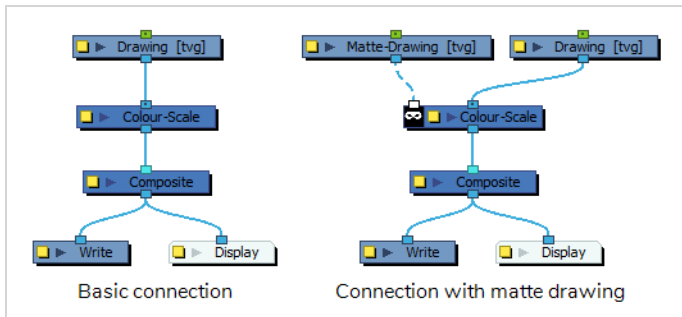 Drawing [tvg]
Matte-Drawing [tvg]
Drawing [tvg]
Colour-Scale
Colour-Scale
Composite
Composite
Write
Display
Write
Display
Basic connection
Connection with matte drawing